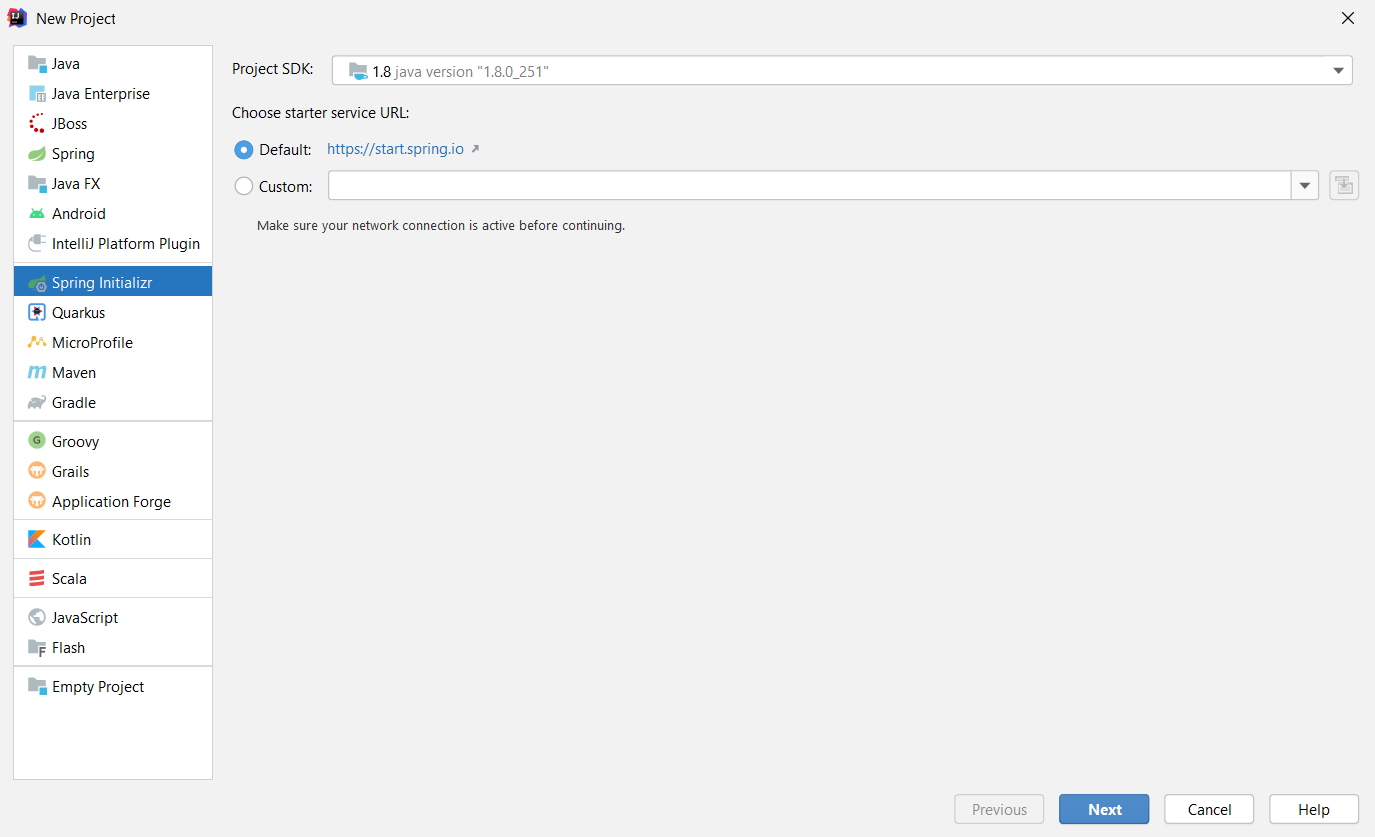 New Project
Java
Java Enterprise
JBoss
Spring
Java FX
Android
IntelliJ Platform Plugin
Spring Initializr
Quarkus
MicroProfile
Maven
Gradle
Groovy
Grails
Application Forge
Kotlin
Scala
JavaScript
Flash
Empty Project
Project SDK: 1.8 java version "1.8.0_251"
Choose starter service URL:
Default: https://start.spring.io
Custom:
Make sure your network connection is active before continuing.
Previous Next Cancel Help